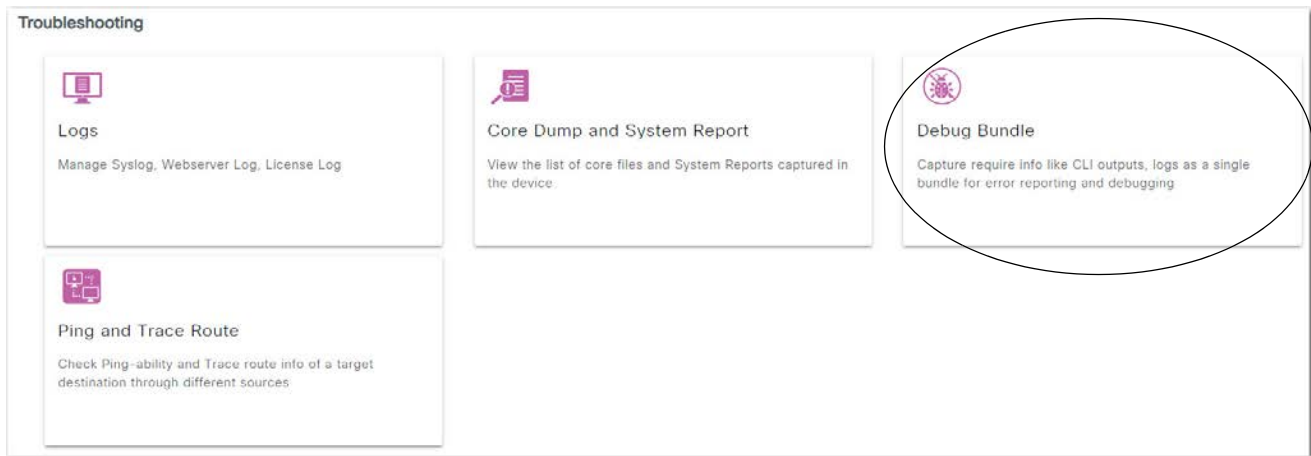 Troubleshooting
Logs
Manage Syslog, Webserver Log, License Log
Core Dump and System Report
View the list of core files and System Reports captured in
the device
Debug Bundle
Capture require info like CLI outputs, logs as a single
bundle for error reporting and debugging
Ping and Trace Route
Check Ping-ability and Trace route info of a target
destination through different sources